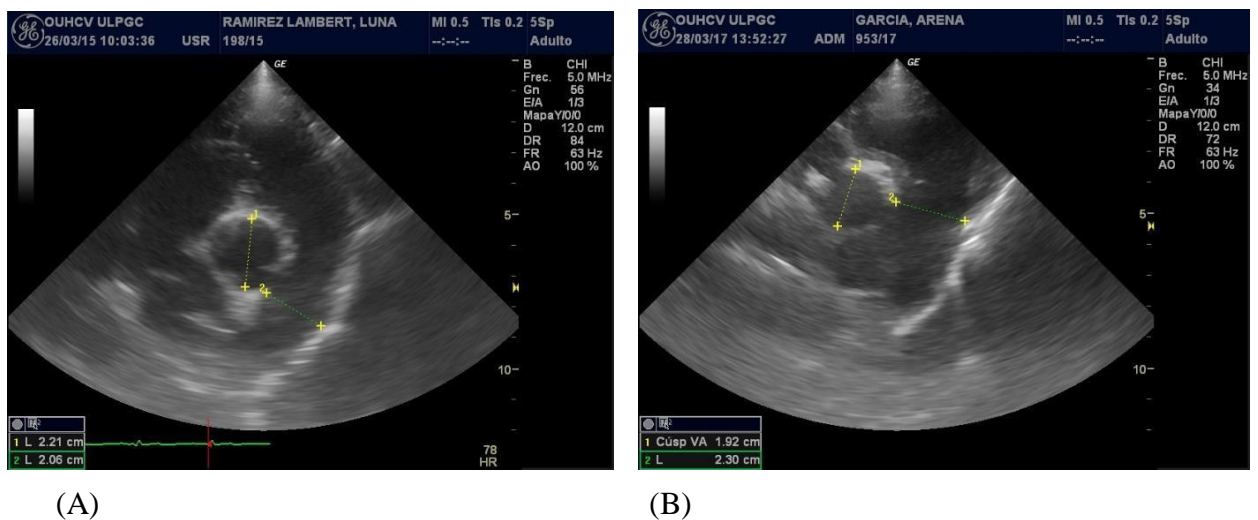 OUHCV ULPGC RAMIREZ LAMBERT, LUNA MI 0.5 TIs 0.2 5Sp
26/03/15 10:03:36 USR 198/15 --:--:-- Adulto
GE
B CHI
Frec. 5.0 MHz
Gn 56
E/A 1/3
MapaY/0/0
D 12.0 cm
DR 84
FR 63 Hz
AO 100 %
1
2
5
10
1 L 2.21 cm
2 L 2.06 cm
78
HR
(A)
OUHCV ULPGC GARCIA, ARENA MI 0.5 TIs 0.2 5Sp
28/03/17 13:52:27 ADM 953/17 --:--:-- Adulto
GE
B CHI
Frec. 5.0 MHz
Gn 34
E/A 1/3
MapaY/0/0
D 12.0 cm
DR 72
FR 63 Hz
AO 100 %
1
2
5
10
1 Cúsp VA 1.92 cm
2 L 2.30 cm
(B)